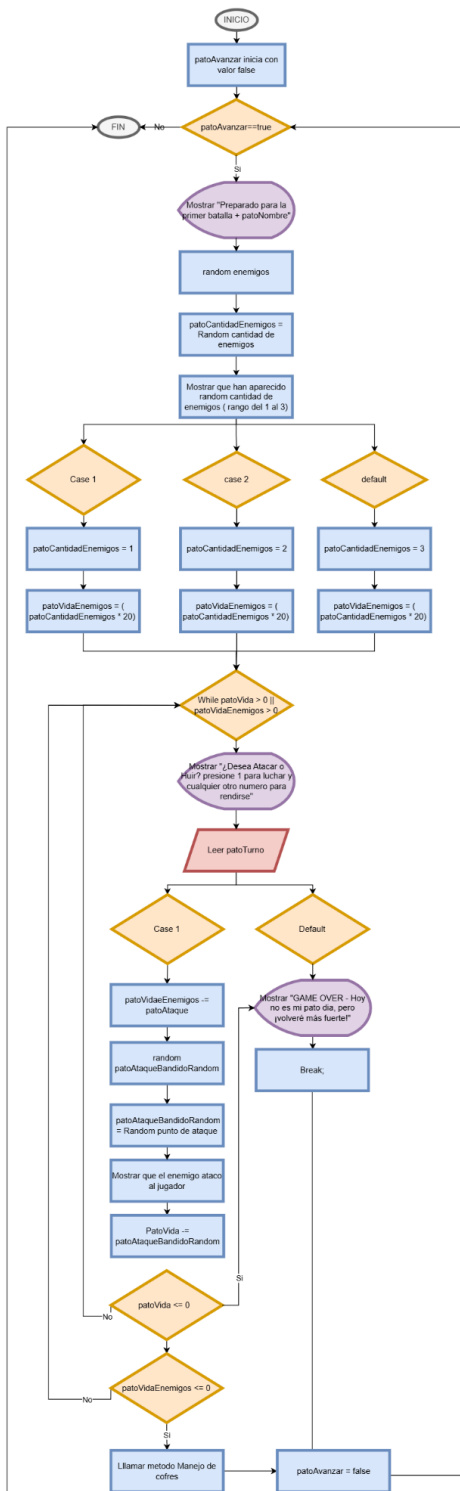 INICIO
patoAvanzar inicia con
valor false
patoAvanzar==true
No
FIN
Si
Mostrar "Preparado para la
primer batalla + patoNombre"
random enemigos
patoCantidadEnemigos =
Random cantidad de
enemigos
Mostrar que han aparecido
random cantidad de
enemigos ( rango del 1 al 3)
Case 1
case 2
default
patoCantidadEnemigos = 1
patoCantidadEnemigos = 2
patoCantidadEnemigos = 3
patoVidaEnemigos = (
patoCantidadEnemigos * 20)
patoVidaEnemigos = (
patoCantidadEnemigos * 20)
patoVidaEnemigos = (
patoCantidadEnemigos * 20)
While patoVida > 0 ||
patoVidaEnemigos > 0
Mostrar "¿Desea Atacar o
Huir? presione 1 para luchar y
cualquier otro numero para
rendirse"
Leer patoTurno
Case 1
Default
patoVidaeEnemigos -=
patoAtaque
Mostrar "GAME OVER - Hoy
no es mi pato dia, pero
¡volveré más fuerte!"
random
patoAtaqueBandidoRandom
Break;
patoAtaqueBandidoRandom
= Random punto de ataque
Mostrar que el enemigo ataco
al jugador
PatoVida -=
patoAtaqueBandidoRandom
Si
patoVida <= 0
No
patoVidaEnemigos <= 0
No
Si
Lllamar metodo Manejo de
cofres
patoAvanzar = false